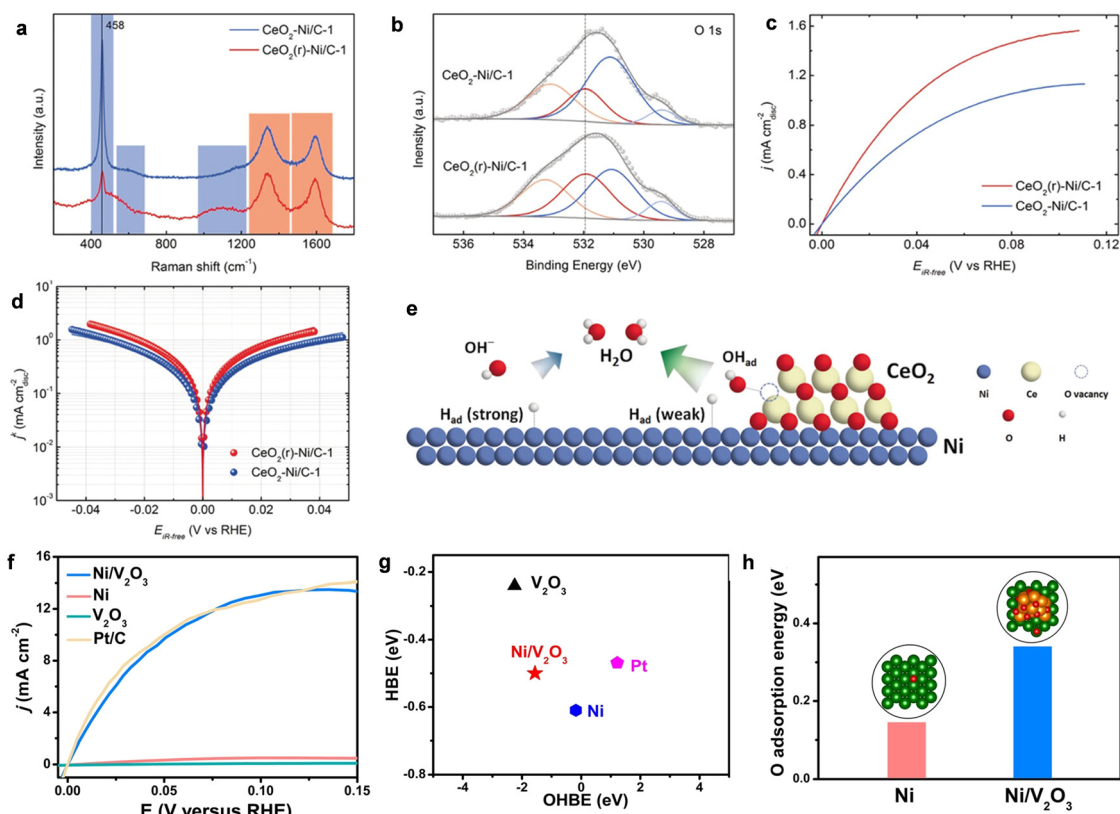 a
458
CeO₂-Ni/C-1
CeO₂(r)-Ni/C-1
Intensity (a.u.)
400 800 1200 1600
Raman shift (cm⁻¹)
b
O 1s
CeO₂-Ni/C-1
CeO₂(r)-Ni/C-1
Inensity (a.u.)
536 534 532 530 528
Binding Energy (eV)
c
1.6
1.2
0.8
0.4
0.0
j (mA cm⁻²disc)
CeO₂(r)-Ni/C-1
CeO₂-Ni/C-1
0.00 0.04 0.08 0.12
E_iR-free (V vs RHE)
d
10¹
10⁰
10⁻¹
10⁻²
10⁻³
j (mA cm⁻²disc)
CeO₂(r)-Ni/C-1
CeO₂-Ni/C-1
-0.04 -0.02 0.00 0.02 0.04
E_iR-free (V vs RHE)
e
OH⁻
H₂O
OHad
CeO₂
Had (strong)
Had (weak)
Ni
Ni Ce O vacancy
O H
f
16
12
8
4
0
j (mA cm⁻²)
Ni/V₂O₃
Ni
V₂O₃
Pt/C
0.00 0.05 0.10 0.15
E (V versus RHE)
g
-0.2
-0.4
-0.6
-0.8
HBE (eV)
V₂O₃
Ni/V₂O₃
Pt
Ni
-4 -2 0 2 4
OHBE (eV)
h
0.4
0.2
0.0
O adsorption energy (eV)
Ni Ni/V₂O₃